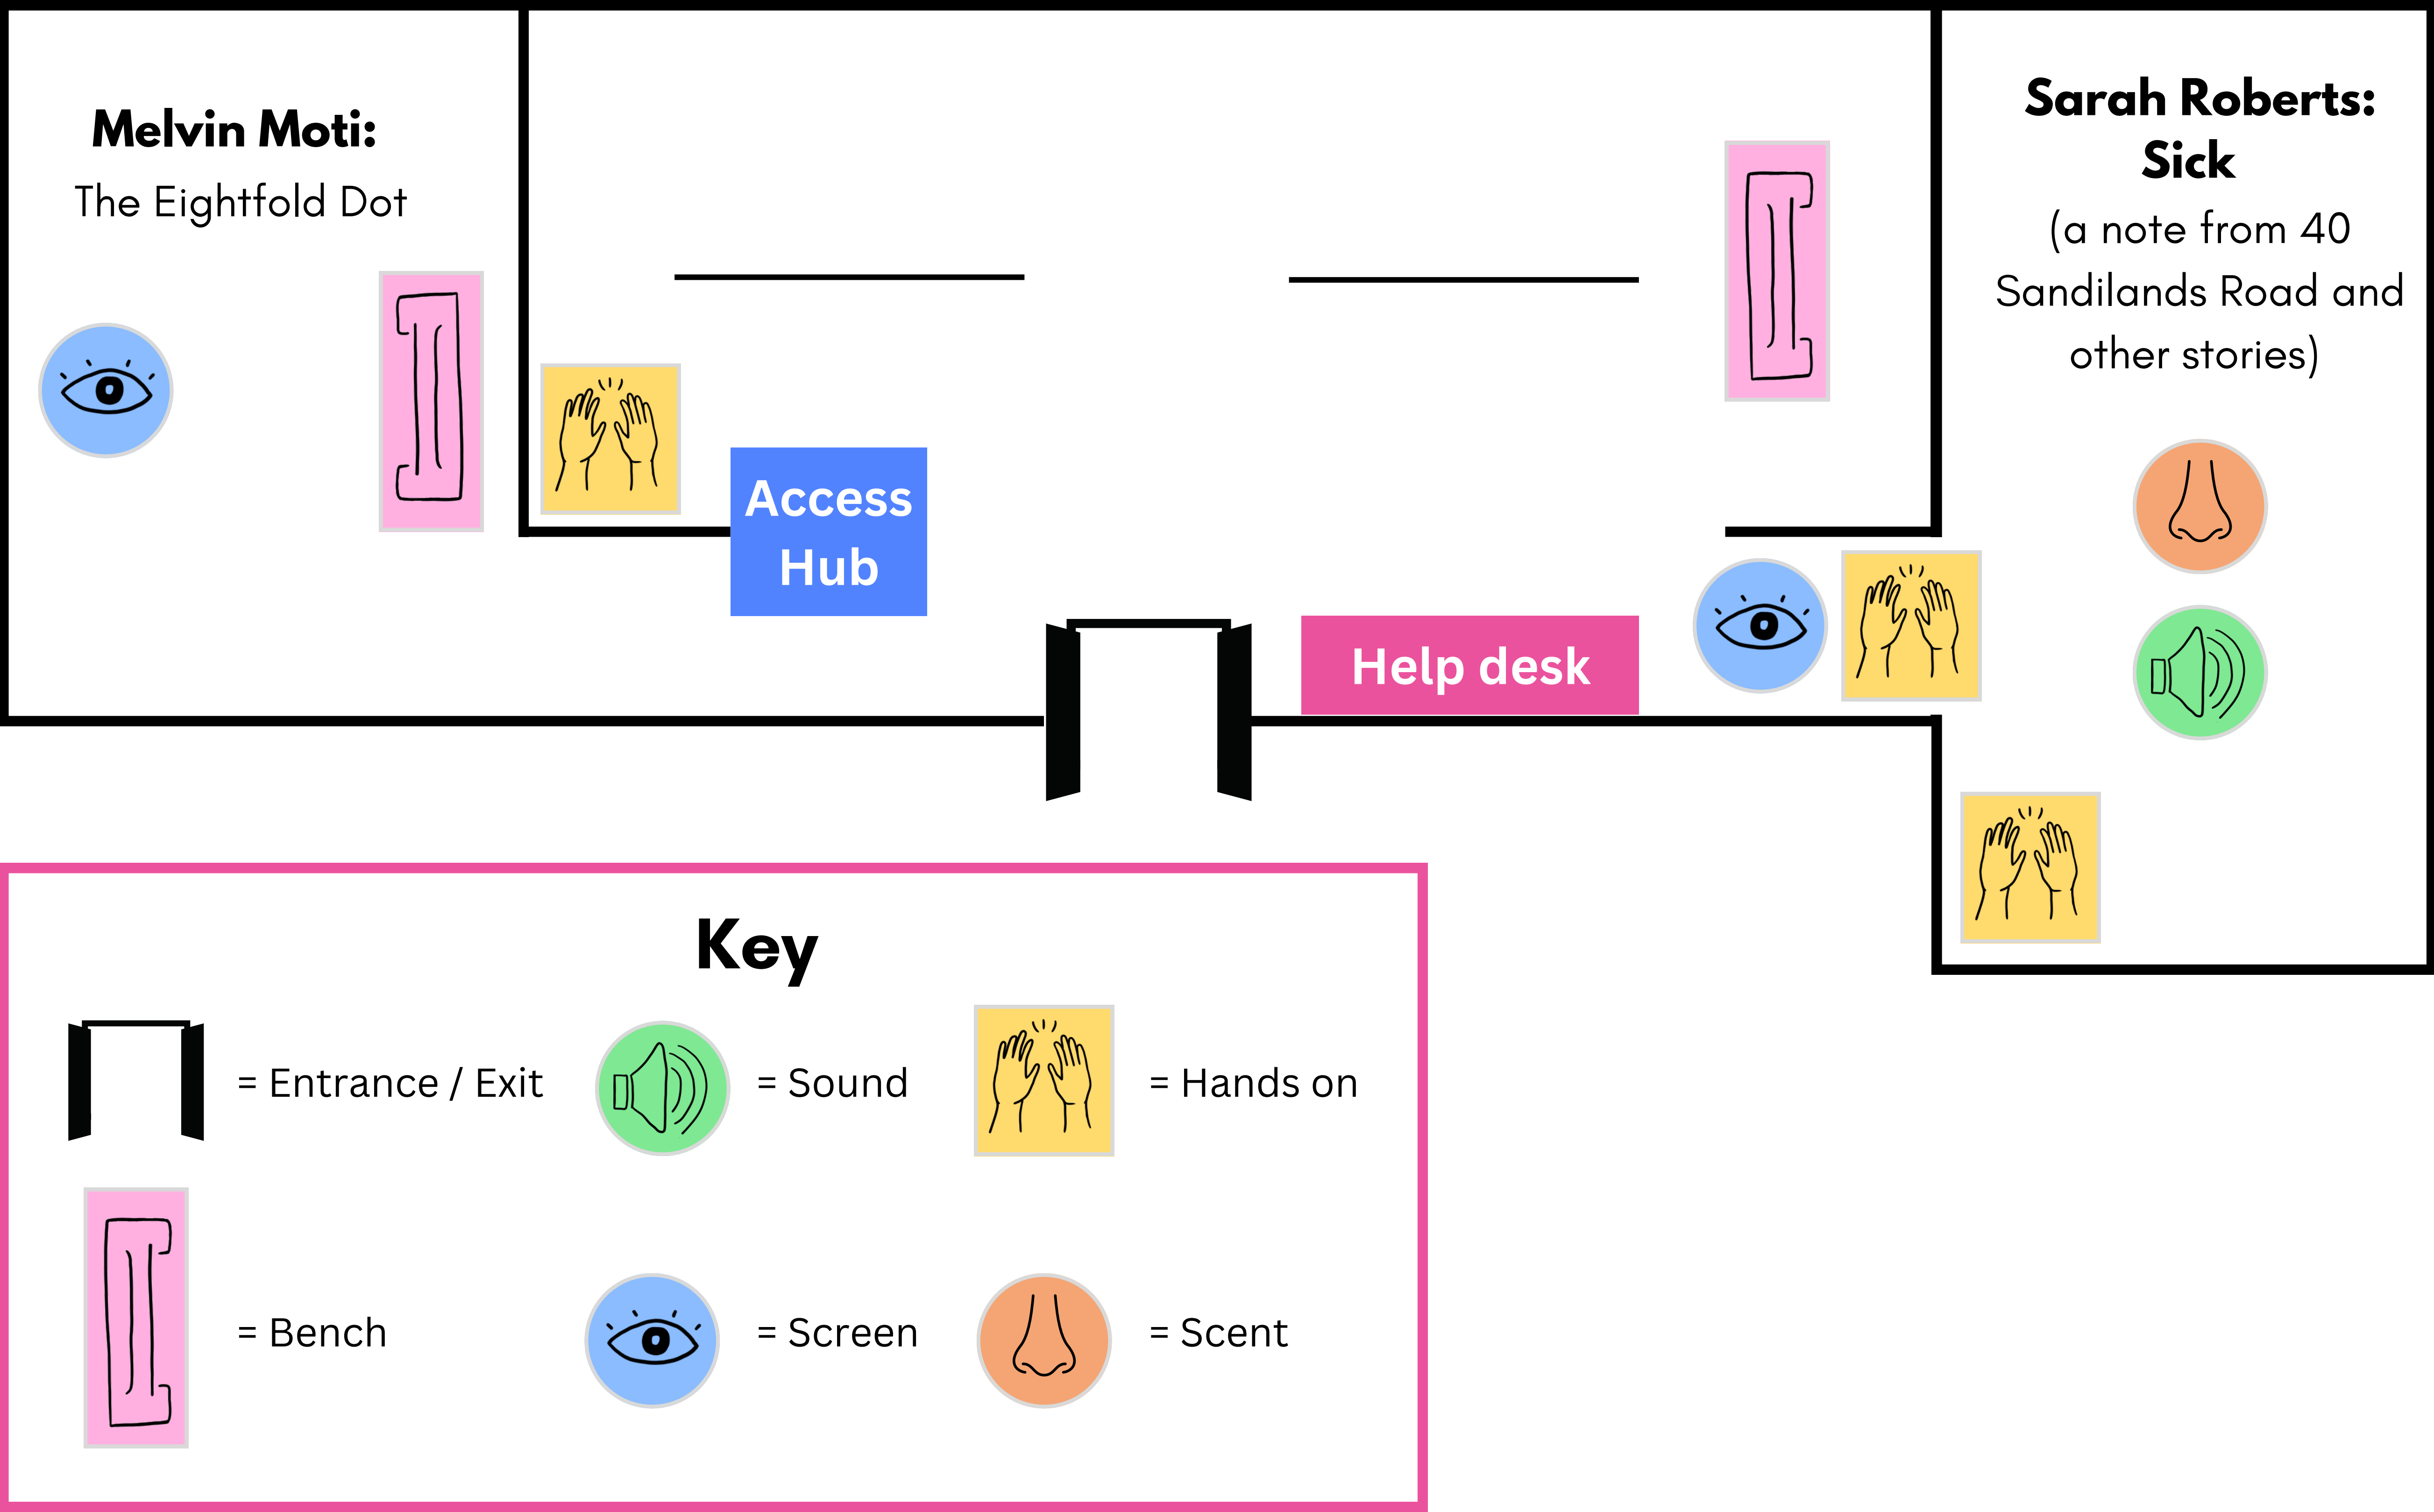 Melvin Moti:
The Eightfold Dot
Sarah Roberts:
Sick
(a note from 40
Sandilands Road and
other stories)
Access
Hub
Help desk
Key
= Entrance / Exit
= Sound
= Hands on
= Bench
= Screen
= Scent